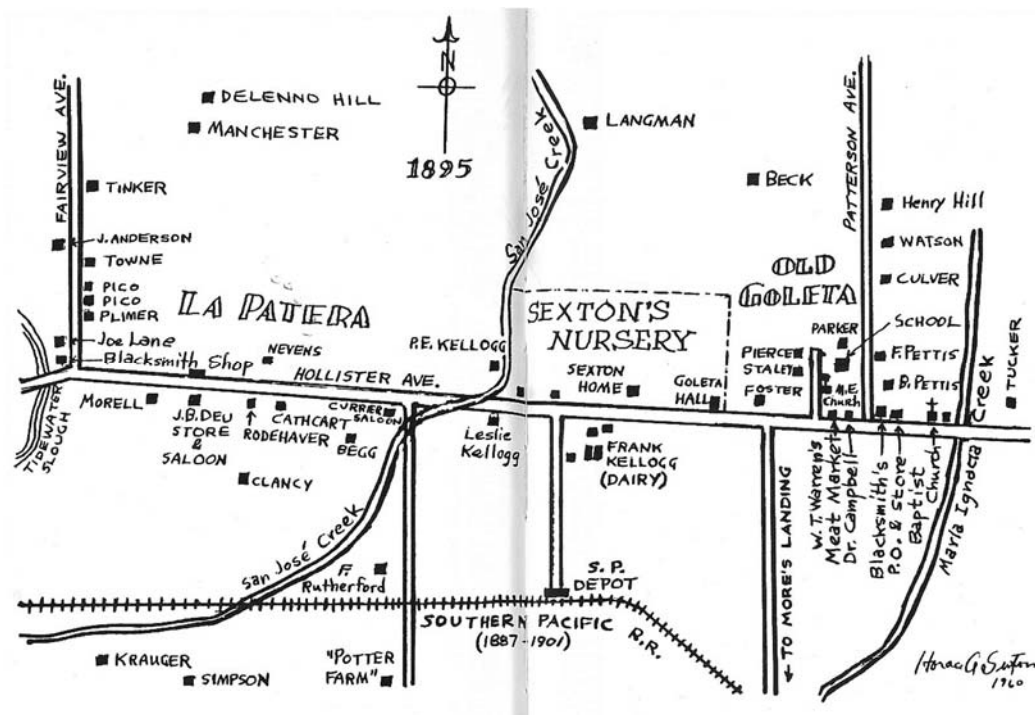 N
1895
FAIRVIEW AVE.
DELENNO HILL
MANCHESTER
TINKER
J. ANDERSON
TOWNE
PICO
PICO
PLIMER
Joe Lane
Blacksmith Shop
LA PATERA
NEVENS
HOLLISTER AVE.
P.E. KELLOGG
San José Creek
LANGMAN
BECK
PATTERSON AVE.
Henry Hill
WATSON
CULVER
OLD
GOLETA
SEXTON'S
NURSERY
PARKER
SCHOOL
PIERCE
STALEY
FOSTER
M.E.
Church
F. PETTIS
B. PETTIS
TUCKER
SEXTON
HOME
GOLETA
HALL
MORELL
J.B. DEU
STORE
&
SALOON
RODEHAVER
CATHCART
CURRIER
SALOON
BEGG
CLANCY
Leslie
Kellogg
FRANK
KELLOGG
(DAIRY)
W.T. Warren's
Meat Market
Dr. Campbell
Blacksmith's
P.O. & Store
Baptist
Church
Maria Ignacia Creek
TIDEWATER
SLOUGH
San José Creek
F.
Rutherford
S.P.
DEPOT
SOUTHERN PACIFIC
(1887-1901)
R.R.
TO MORE'S LANDING
KRAUGER
SIMPSON
"POTTER
FARM"
Horace A. Sexton
1960